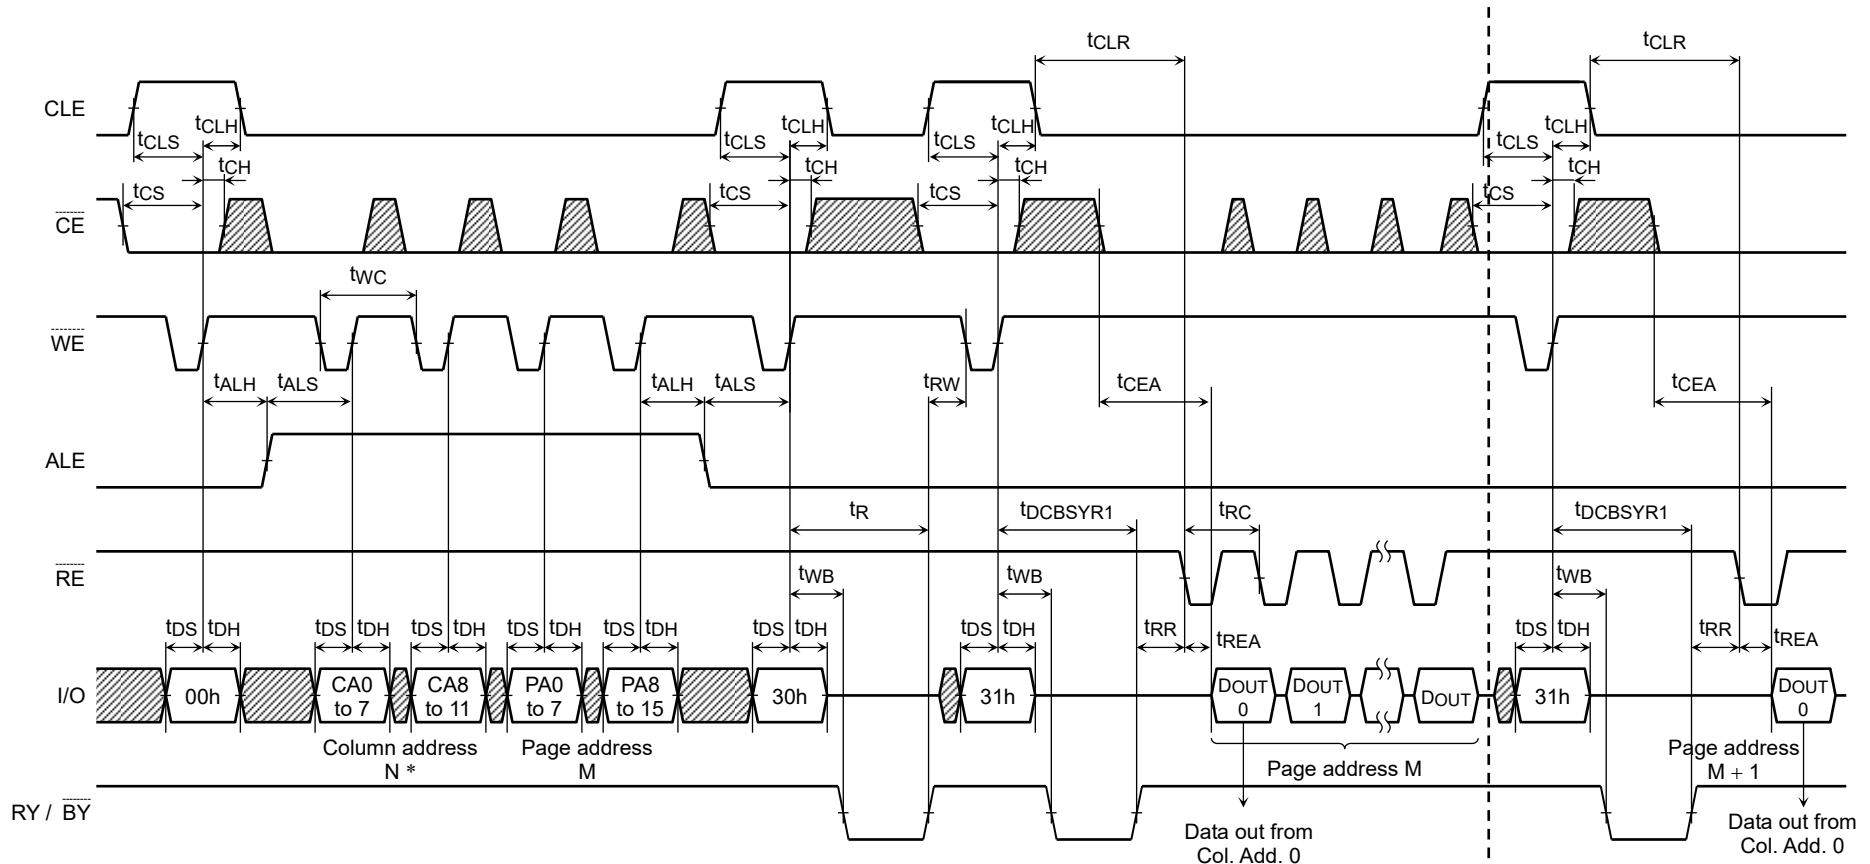 tCLR tCLR
CLE
tCLS tCLH tCLS tCLH tCLS tCLH tCLS tCLH
tCH tCH tCH tCH
tCS tCS tCS tCS
CE
tWC
WE
tALH tALS tALH tALS tRW tCEA tCEA
ALE
tR tDCBSYR1 tRC tDCBSYR1
RE
tWB tWB tWB
tDS tDH tDS tDH tDS tDH tDS tDH tDS tDH tDS tDH tDS tDH tRR tREA tDS tDH tRR tREA
I/O
00h
CA0
to 7
CA8
to 11
PA0
to 7
PA8
to 15
30h
31h
DOUT
0
DOUT
1
DOUT
31h
DOUT
0
Column address
N *
Page address
M
Page address M
Page address
M + 1
RY / BY
Data out from
Col. Add. 0
Data out from
Col. Add. 0